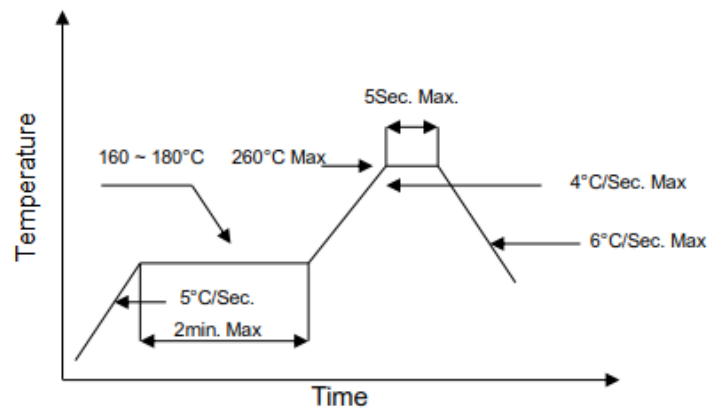 5Sec. Max.
160 ~ 180°C
260°C Max
4°C/Sec. Max
6°C/Sec. Max
5°C/Sec.
2min. Max
Temperature
Time